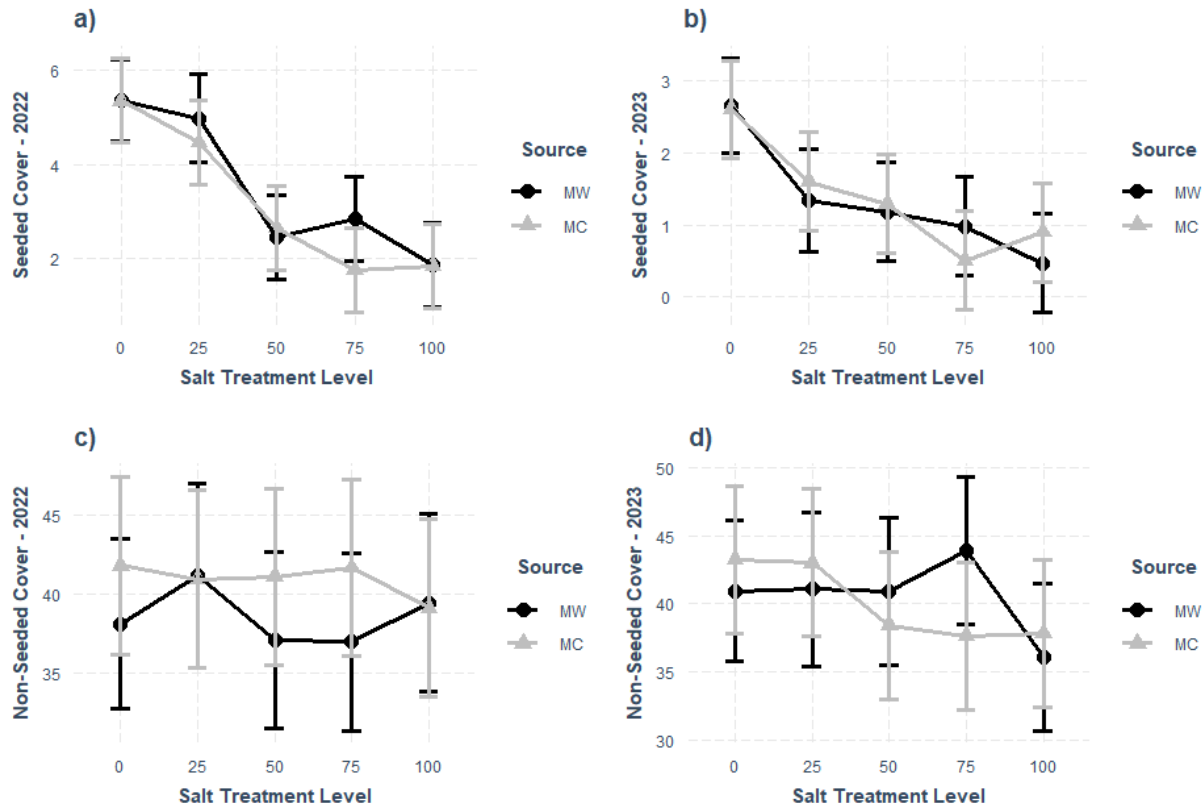 a)
Seeded Cover - 2022
6
4
2
0 25 50 75 100
Salt Treatment Level
Source
MW
MC
b)
Seeded Cover - 2023
3
2
1
0
0 25 50 75 100
Salt Treatment Level
Source
MW
MC
c)
Non-Seeded Cover - 2022
45
40
35
0 25 50 75 100
Salt Treatment Level
Source
MW
MC
d)
Non-Seeded Cover - 2023
50
45
40
35
30
0 25 50 75 100
Salt Treatment Level
Source
MW
MC